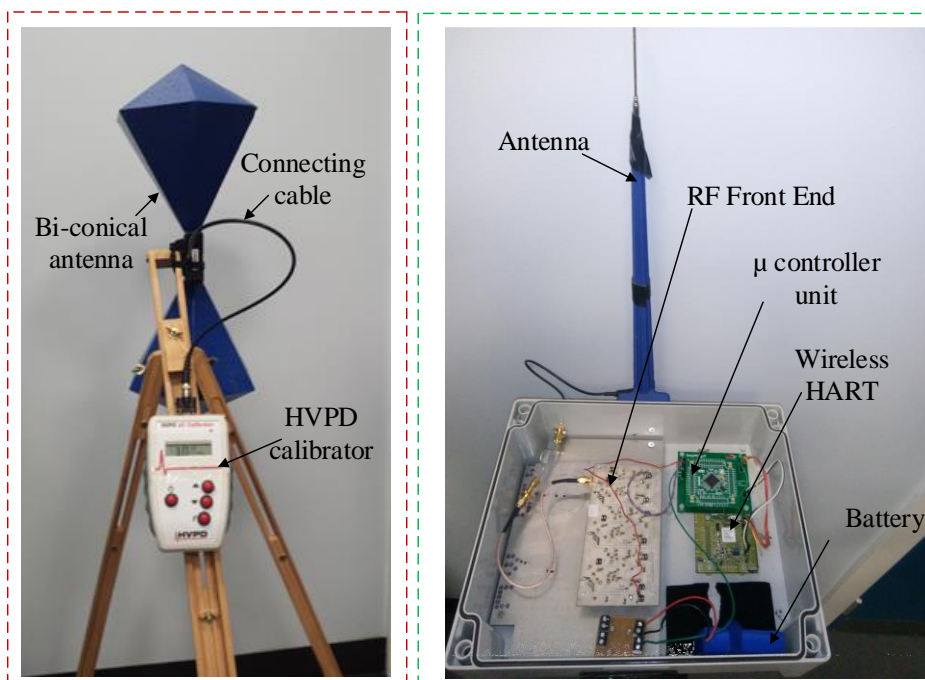 Connecting
cable
Bi-conical
antenna
HVPD
calibrator
HVPD
Antenna
RF Front End
µ controller
unit
Wireless
HART
Battery